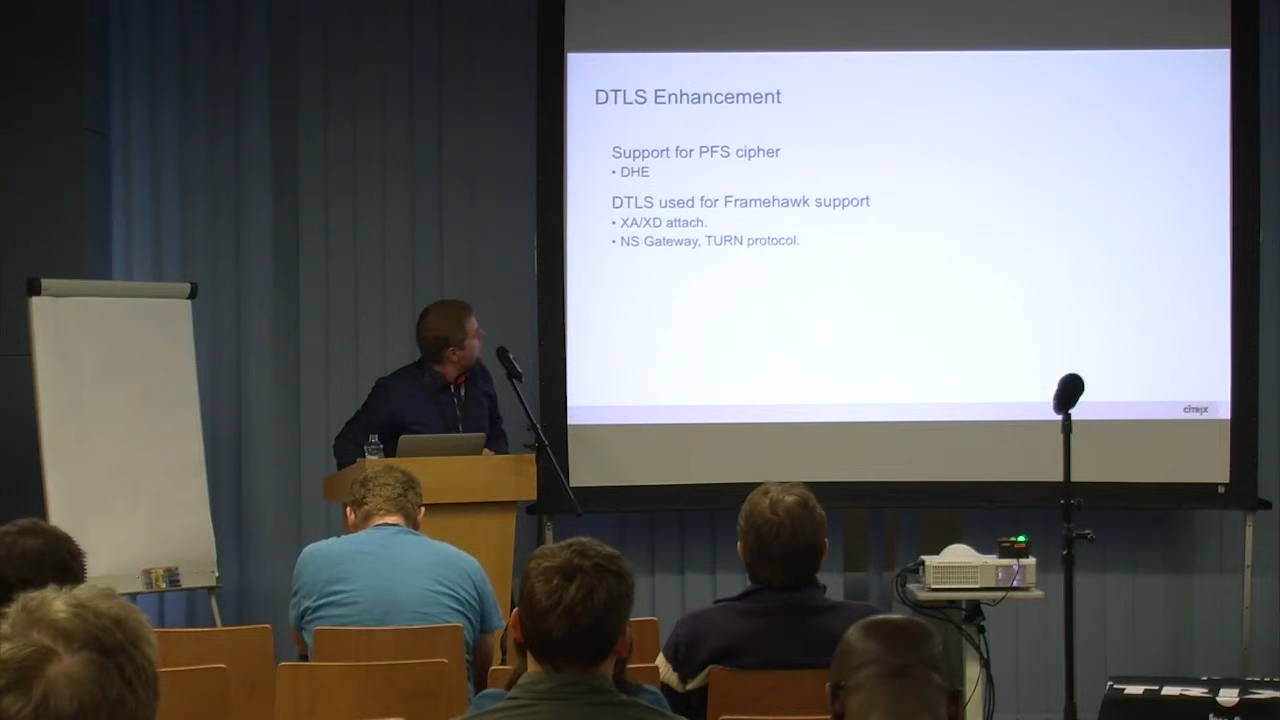 DTLS Enhancement
Support for PFS cipher
• DHE
DTLS used for Framehawk support
• XA/XD attach.
• NS Gateway, TURN protocol.
CITRIX